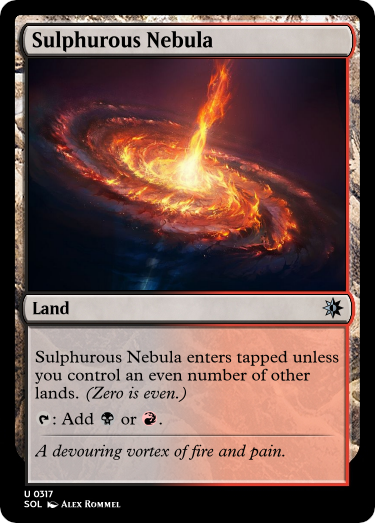 Sulphurous Nebula
Land
Sulphurous Nebula enters tapped unless
you control an even number of other
lands. (Zero is even.)
: Add or .
A devouring vortex of fire and pain.
U 0317
SOL Alex Rommel